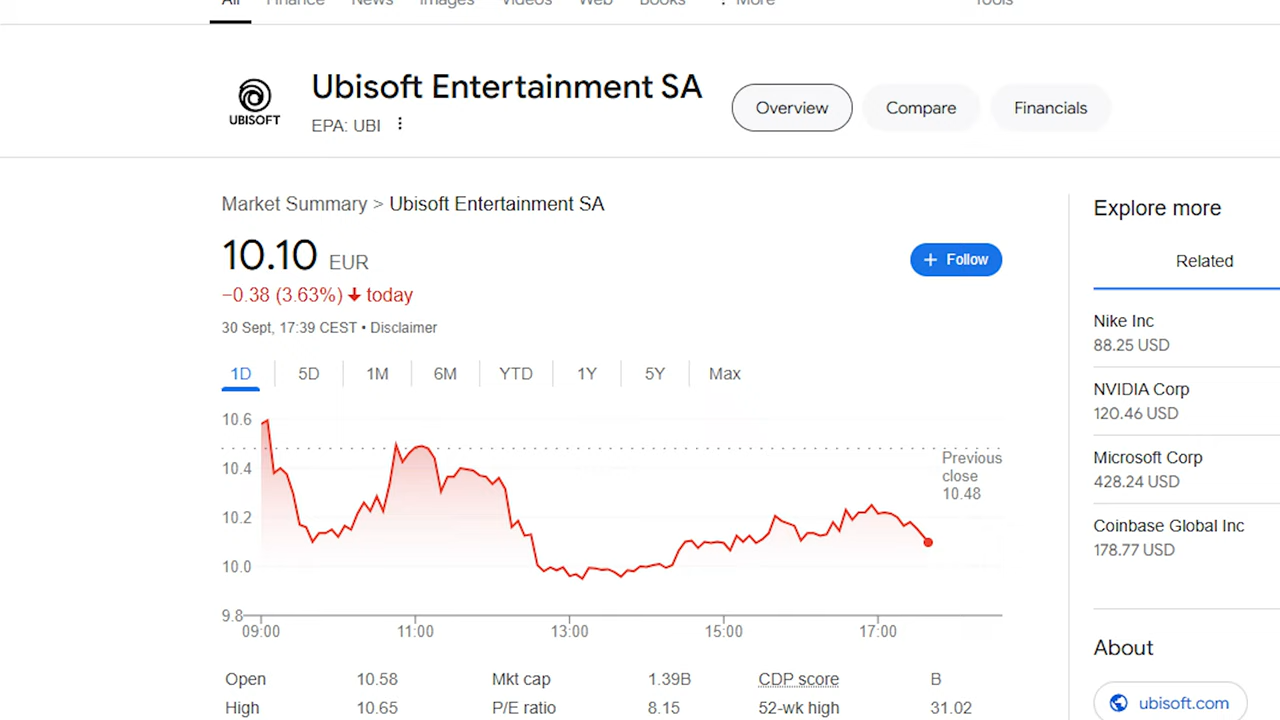 All Finance News Images Videos Web Books More Tools
UBISOFT
Ubisoft Entertainment SA
EPA: UBI
Overview Compare Financials
Market Summary > Ubisoft Entertainment SA
10.10 EUR
+ Follow
−0.38 (3.63%) today
30 Sept, 17:39 CEST • Disclaimer
1D 5D 1M 6M YTD 1Y 5Y Max
10.6
10.4
10.2
10.0
9.8
Previous
close
10.48
09:00 11:00 13:00 15:00 17:00
Open 10.58 Mkt cap 1.39B CDP score B
High 10.65 P/E ratio 8.15 52-wk high 31.02
Explore more
Related
Nike Inc
88.25 USD
NVIDIA Corp
120.46 USD
Microsoft Corp
428.24 USD
Coinbase Global Inc
178.77 USD
About
ubisoft.com